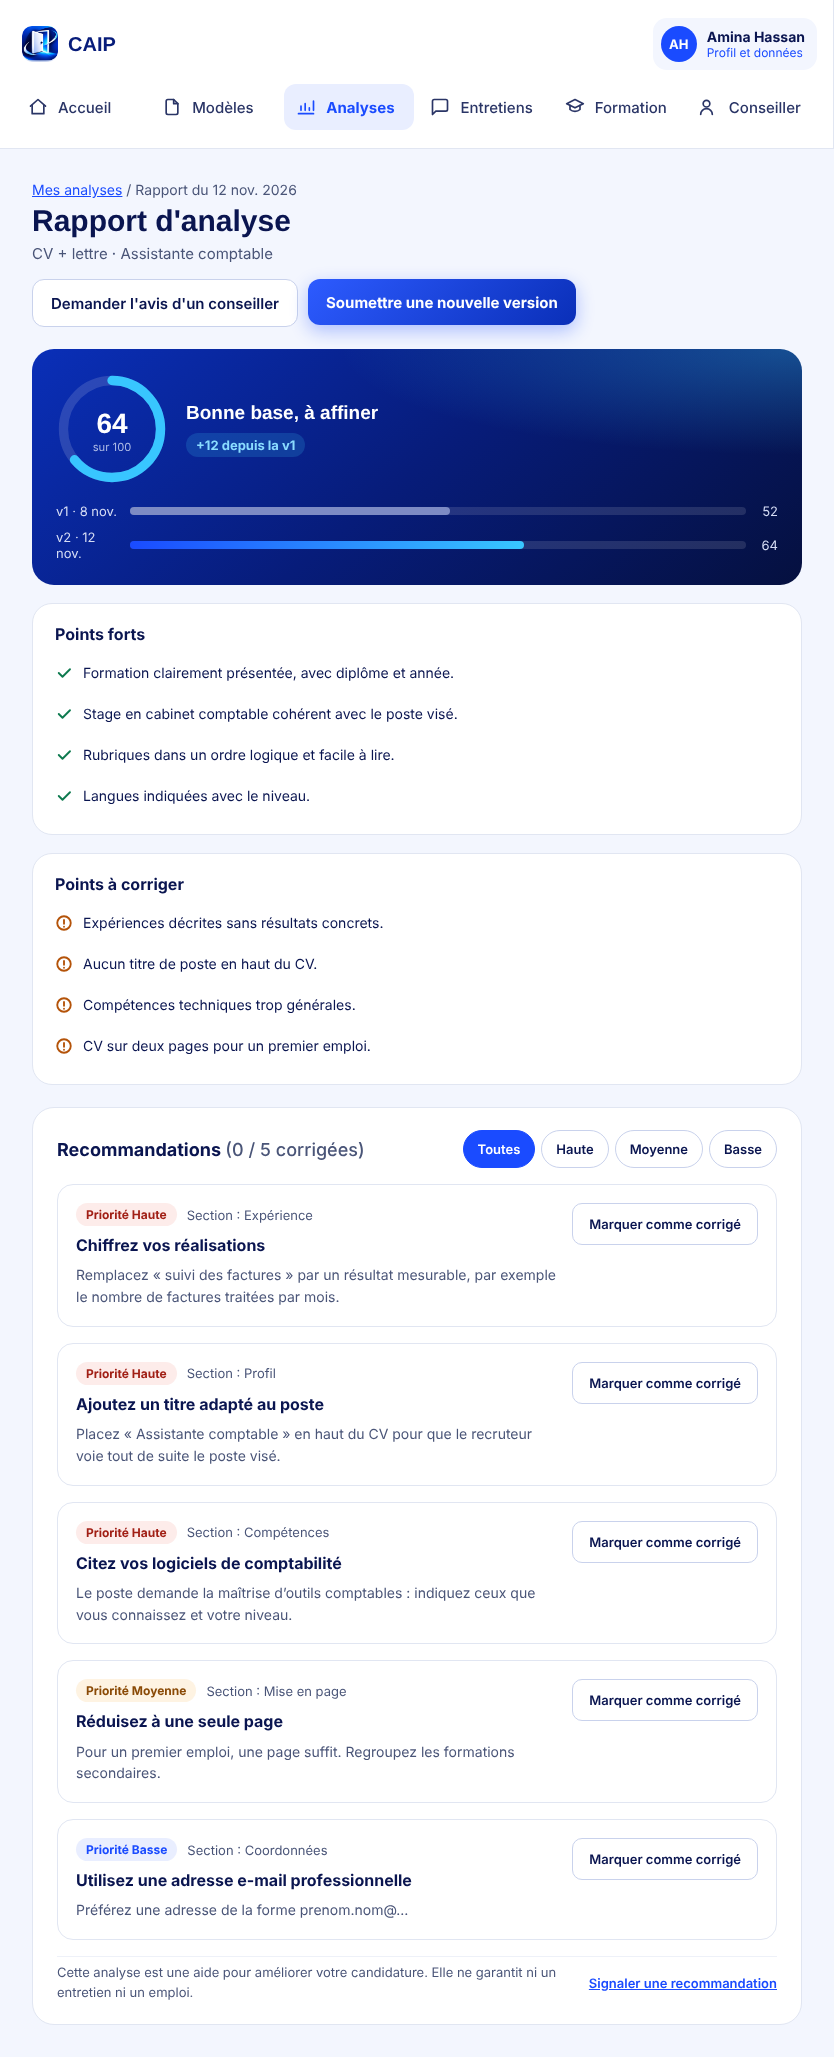 CAIP
AH
Amina Hassan
Profil et données
Accueil
Modèles
Analyses
Entretiens
Formation
Conseiller
Mes analyses / Rapport du 12 nov. 2026
Rapport d'analyse
CV + lettre · Assistante comptable
Demander l'avis d'un conseiller
Soumettre une nouvelle version
64
sur 100
Bonne base, à affiner
+12 depuis la v1
v1 · 8 nov.
52
v2 · 12
nov.
64
Points forts
Formation clairement présentée, avec diplôme et année.
Stage en cabinet comptable cohérent avec le poste visé.
Rubriques dans un ordre logique et facile à lire.
Langues indiquées avec le niveau.
Points à corriger
Expériences décrites sans résultats concrets.
Aucun titre de poste en haut du CV.
Compétences techniques trop générales.
CV sur deux pages pour un premier emploi.
Recommandations (0 / 5 corrigées)
Toutes
Haute
Moyenne
Basse
Priorité Haute
Section : Expérience
Marquer comme corrigé
Chiffrez vos réalisations
Remplacez « suivi des factures » par un résultat mesurable, par exemple
le nombre de factures traitées par mois.
Priorité Haute
Section : Profil
Marquer comme corrigé
Ajoutez un titre adapté au poste
Placez « Assistante comptable » en haut du CV pour que le recruteur
voie tout de suite le poste visé.
Priorité Haute
Section : Compétences
Marquer comme corrigé
Citez vos logiciels de comptabilité
Le poste demande la maîtrise d’outils comptables : indiquez ceux que
vous connaissez et votre niveau.
Priorité Moyenne
Section : Mise en page
Marquer comme corrigé
Réduisez à une seule page
Pour un premier emploi, une page suffit. Regroupez les formations
secondaires.
Priorité Basse
Section : Coordonnées
Marquer comme corrigé
Utilisez une adresse e-mail professionnelle
Préférez une adresse de la forme prenom.nom@…
Cette analyse est une aide pour améliorer votre candidature. Elle ne garantit ni un
entretien ni un emploi.
Signaler une recommandation